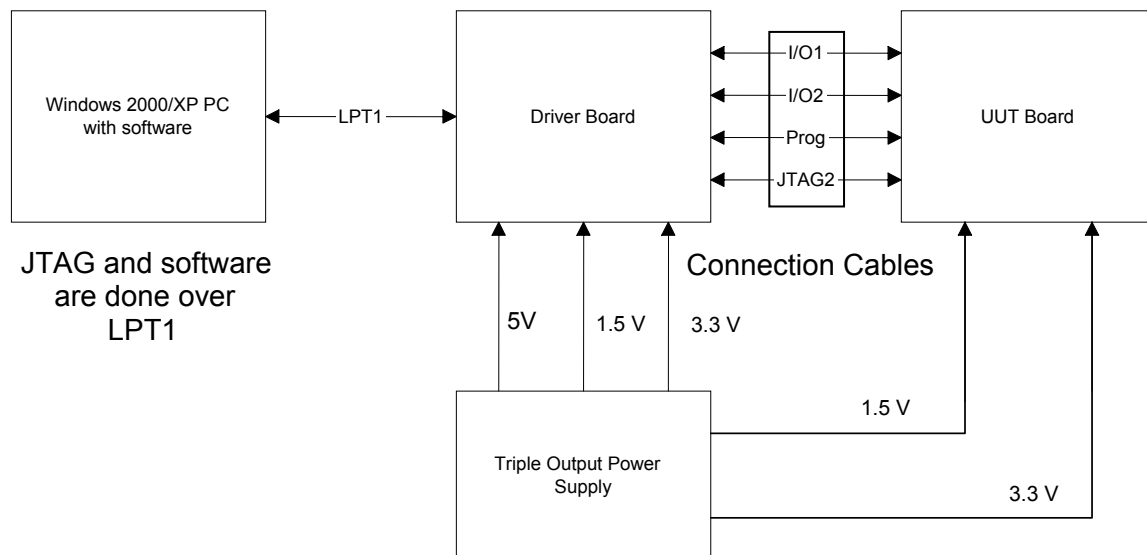 Windows 2000/XP PC
with software
LPT1
Driver Board
I/O1
I/O2
Prog
JTAG2
UUT Board
JTAG and software
are done over
LPT1
Connection Cables
5V
1.5 V
3.3 V
1.5 V
Triple Output Power
Supply
3.3 V